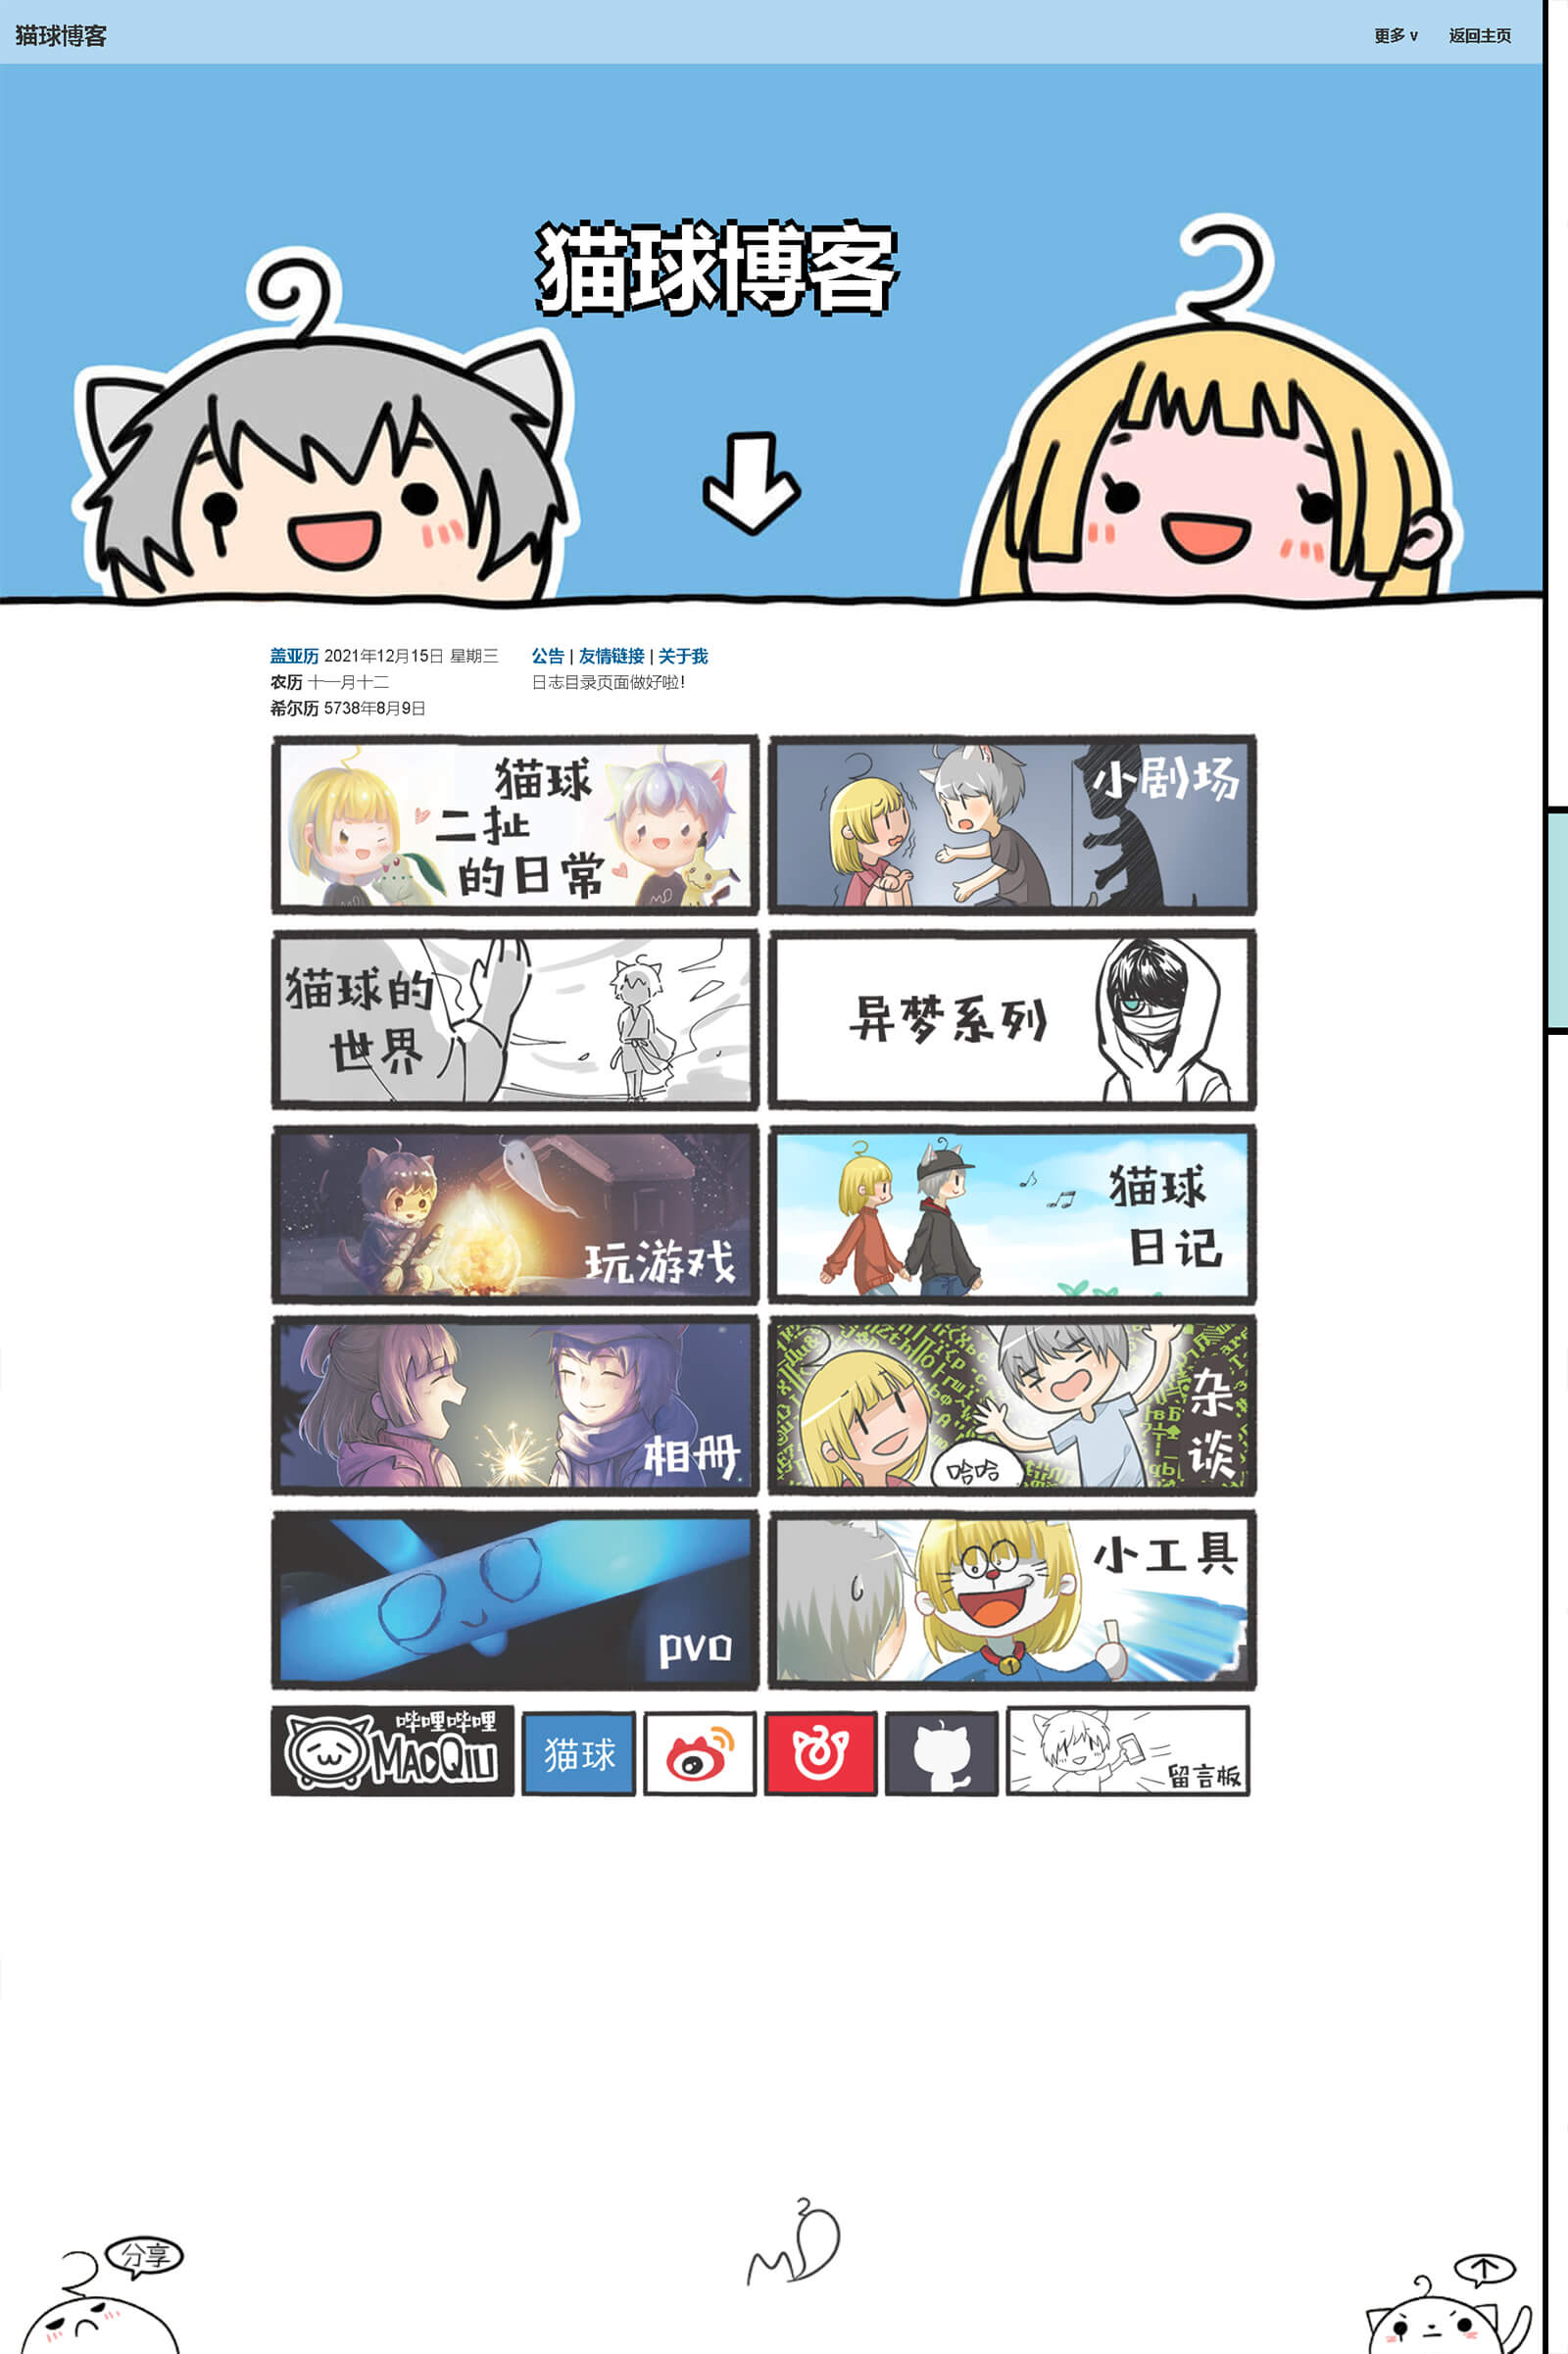 猫球博客
更多 v 返回主页
猫球博客
盖亚历 2021年12月15日 星期三
农历 十一月十二
希尔历 5738年8月9日
公告 | 友情链接 | 关于我
日志目录页面做好啦!
猫球
二扯
的日常
小剧场
猫球的
世界
异梦系列
玩游戏
猫球
日记
相册
杂谈
哈哈
pvo
小工具
哔哩哔哩
MAOQIU
猫球
留言板
分享